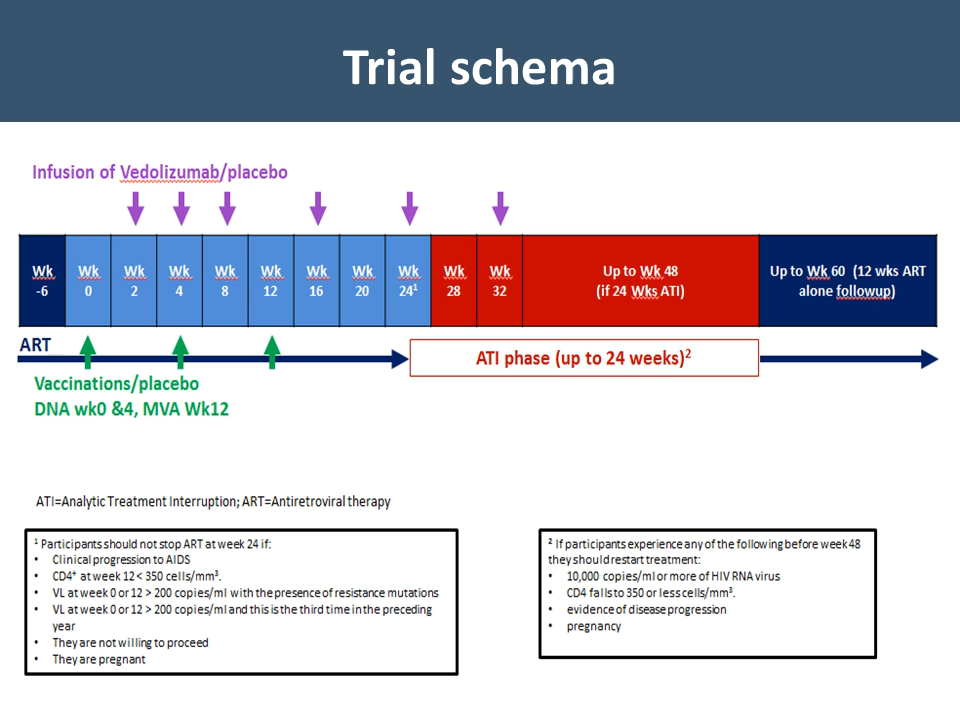 Trial schema
Infusion of Vedolizumab/placebo
Wk -6
Wk 0
Wk 2
Wk 4
Wk 8
Wk 12
Wk 16
Wk 20
Wk 24¹
Wk 28
Wk 32
Up to Wk 48
(if 24 Wks ATI)
Up to Wk 60 (12 wks ART
alone followup)
ART
ATI phase (up to 24 weeks)²
Vaccinations/placebo
DNA wk0 &4, MVA Wk12
ATI=Analytic Treatment Interruption; ART=Antiretroviral therapy
¹ Participants should not stop ART at week 24 if:
• Clinical progression to AIDS
• CD4⁺ at week 12 < 350 cells/mm³.
• VL at week 0 or 12 > 200 copies/ml with the presence of resistance mutations
• VL at week 0 or 12 > 200 copies/ml and this is the third time in the preceding
year
• They are not willing to proceed
• They are pregnant
² If participants experience any of the following before week 48
they should restart treatment:
• 10,000 copies/ml or more of HIV RNA virus
• CD4 falls to 350 or less cells/mm³.
• evidence of disease progression
• pregnancy